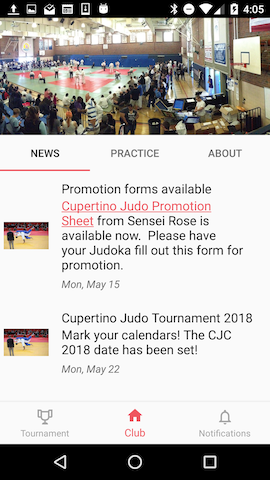 4:05
NEWS PRACTICE ABOUT
Promotion forms available
Cupertino Judo Promotion
Sheet from Sensei Rose is
available now. Please have
your Judoka fill out this form for
promotion.
Mon, May 15
Cupertino Judo Tournament 2018
Mark your calendars! The CJC
2018 date has been set!
Mon, May 22
Tournament Club Notifications